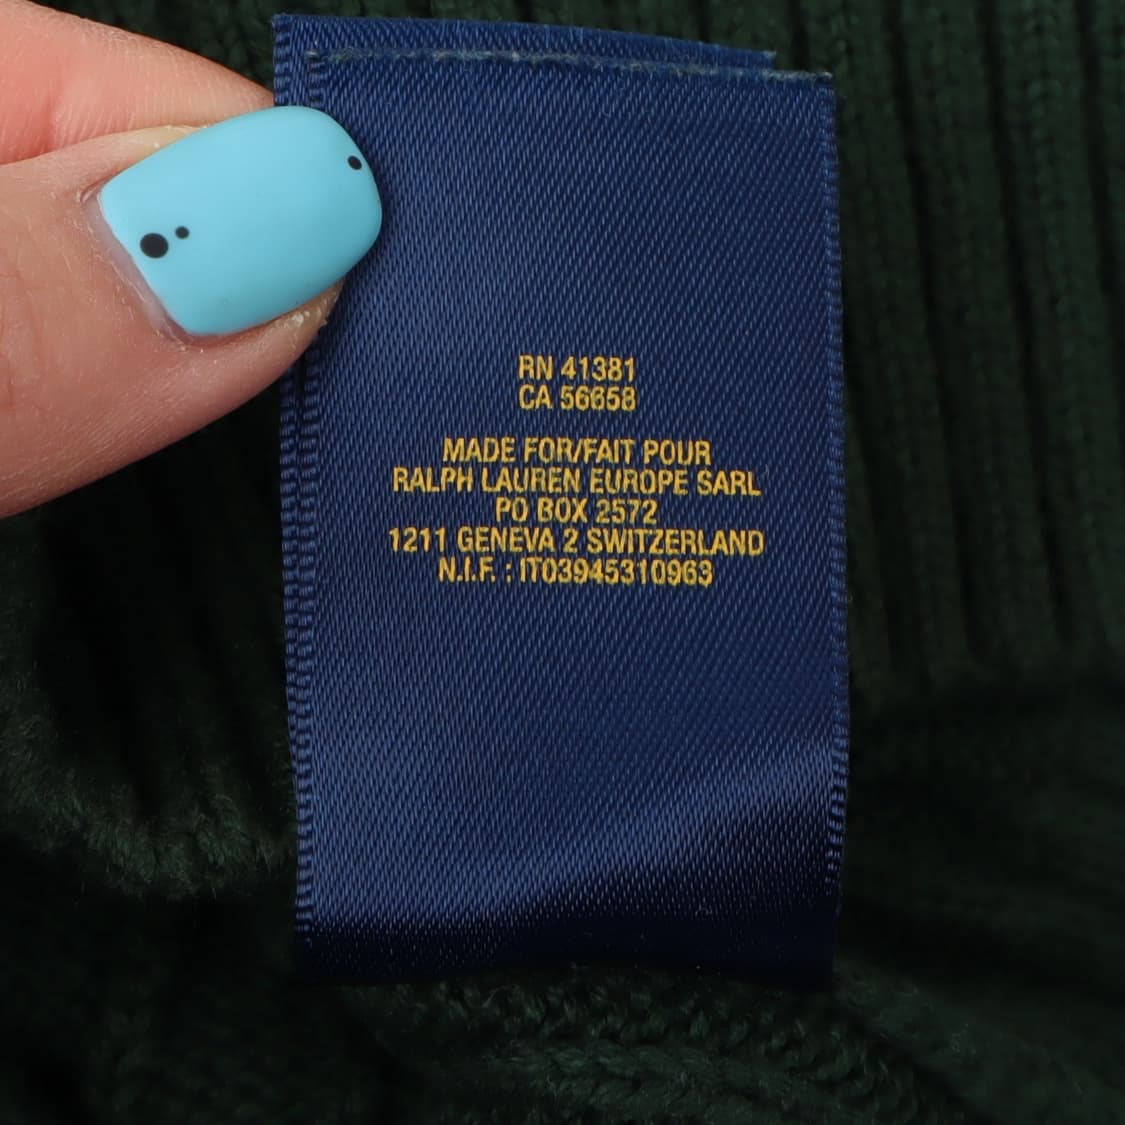 RN 41381
CA 56658
MADE FOR/FAIT POUR
RALPH LAUREN EUROPE SARL
PO BOX 2572
1211 GENEVA 2 SWITZERLAND
N.I.F. : IT03945310963